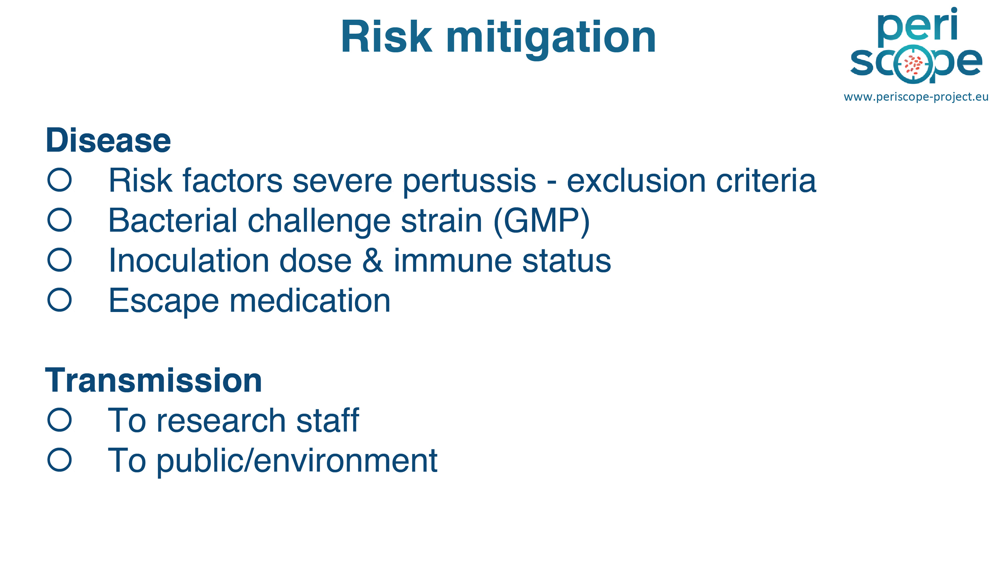 Risk mitigation
peri
scope
www.periscope-project.eu
Disease
Risk factors severe pertussis - exclusion criteria
Bacterial challenge strain (GMP)
Inoculation dose & immune status
Escape medication
Transmission
To research staff
To public/environment